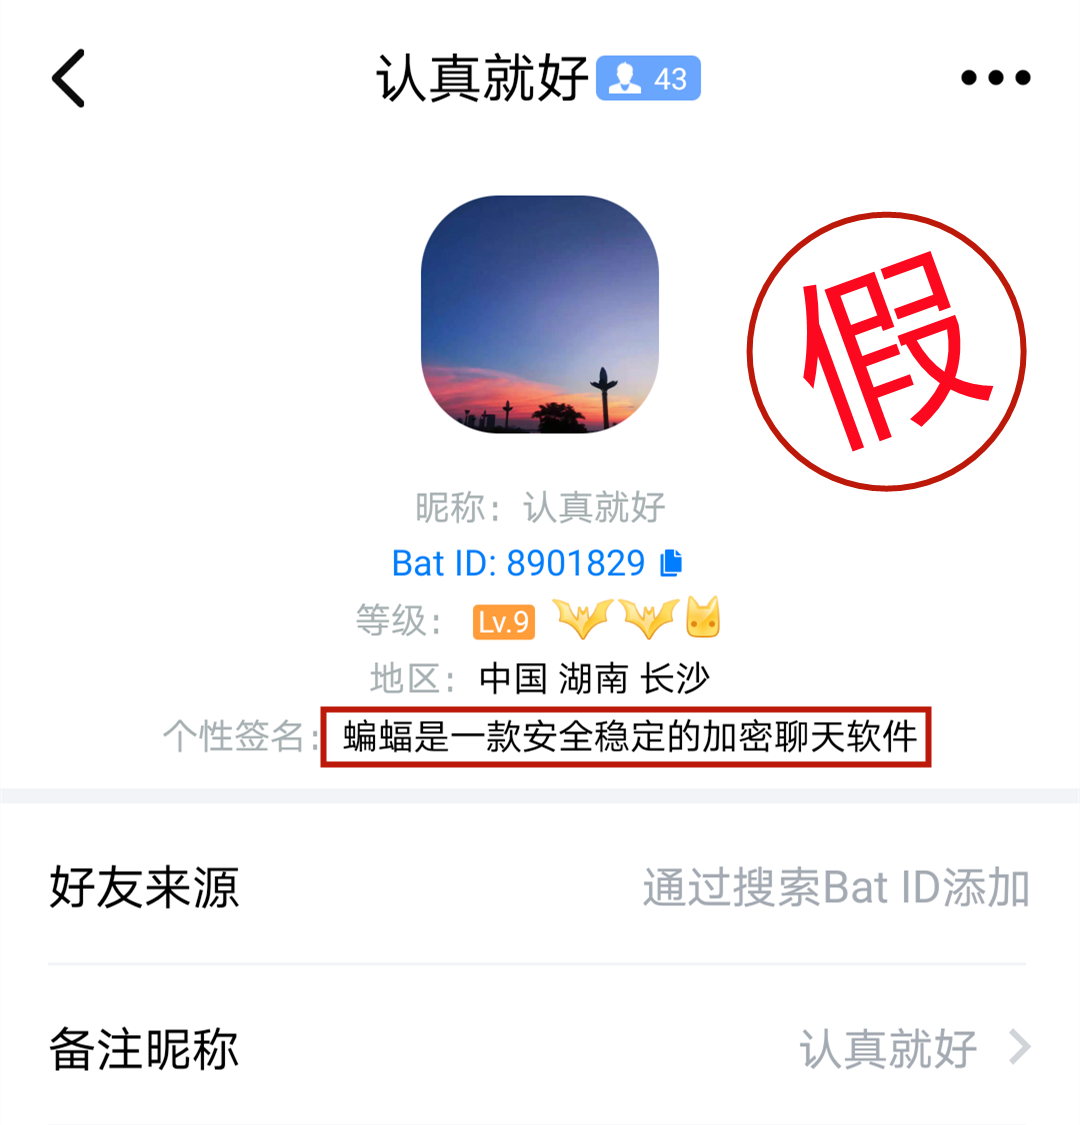 认真就好 43
假
昵称：认真就好
Bat ID: 8901829
等级： Lv.9
地区： 中国 湖南 长沙
个性签名： 蝙蝠是一款安全稳定的加密聊天软件
好友来源 通过搜索Bat ID添加
备注昵称 认真就好